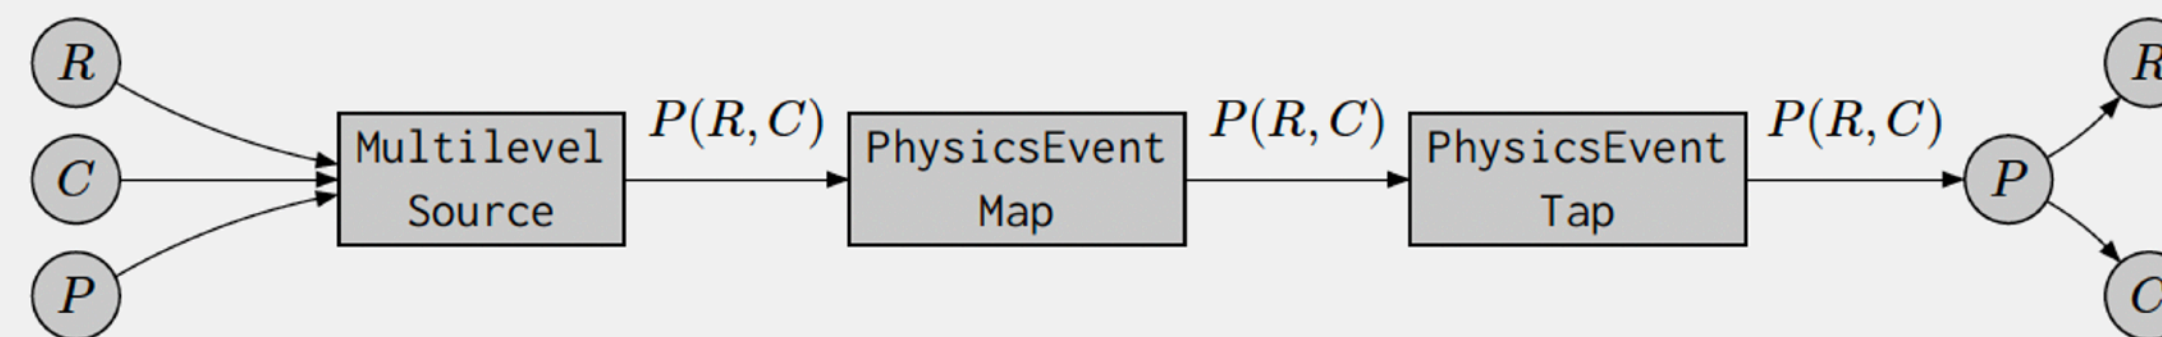 R
C
P
Multilevel
Source
P(R, C)
PhysicsEvent
Map
P(R, C)
PhysicsEvent
Tap
P(R, C)
P
R
C